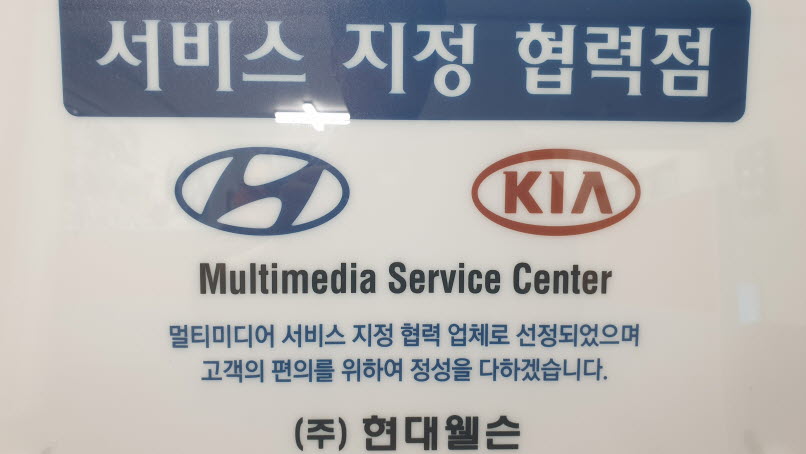 서비스 지정 협력점
KIA
Multimedia Service Center
멀티미디어 서비스 지정 협력 업체로 선정되었으며
고객의 편의를 위하여 정성을 다하겠습니다.
(주) 현대웰슨